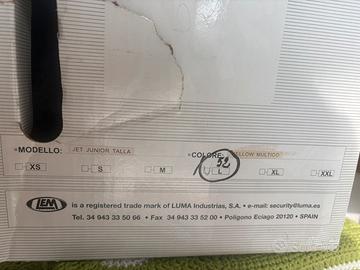 MODELLO: JET JUNIOR TALLA COLORE: YELLOW MULTICO
52
XS S M L XL XXL
LEM is a registered trade mark of LUMA Industrias, S.A. • e-mail: security@luma.es
Tel. 34 943 33 50 66 • Fax 34 943 33 52 00 • Polígono Eciago 20120 • SPAIN
subito